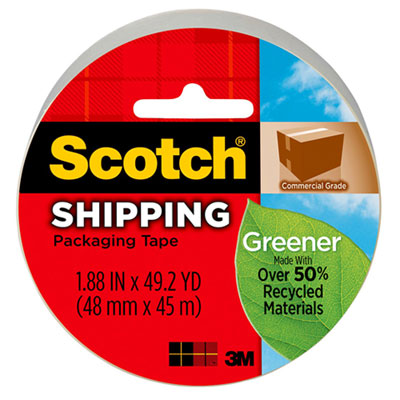 Scotch®
SHIPPING
Packaging Tape
1.88 IN x 49.2 YD
(48 mm x 45 m)
3M
Commercial Grade
Greener
Made With
Over 50%
Recycled
Materials